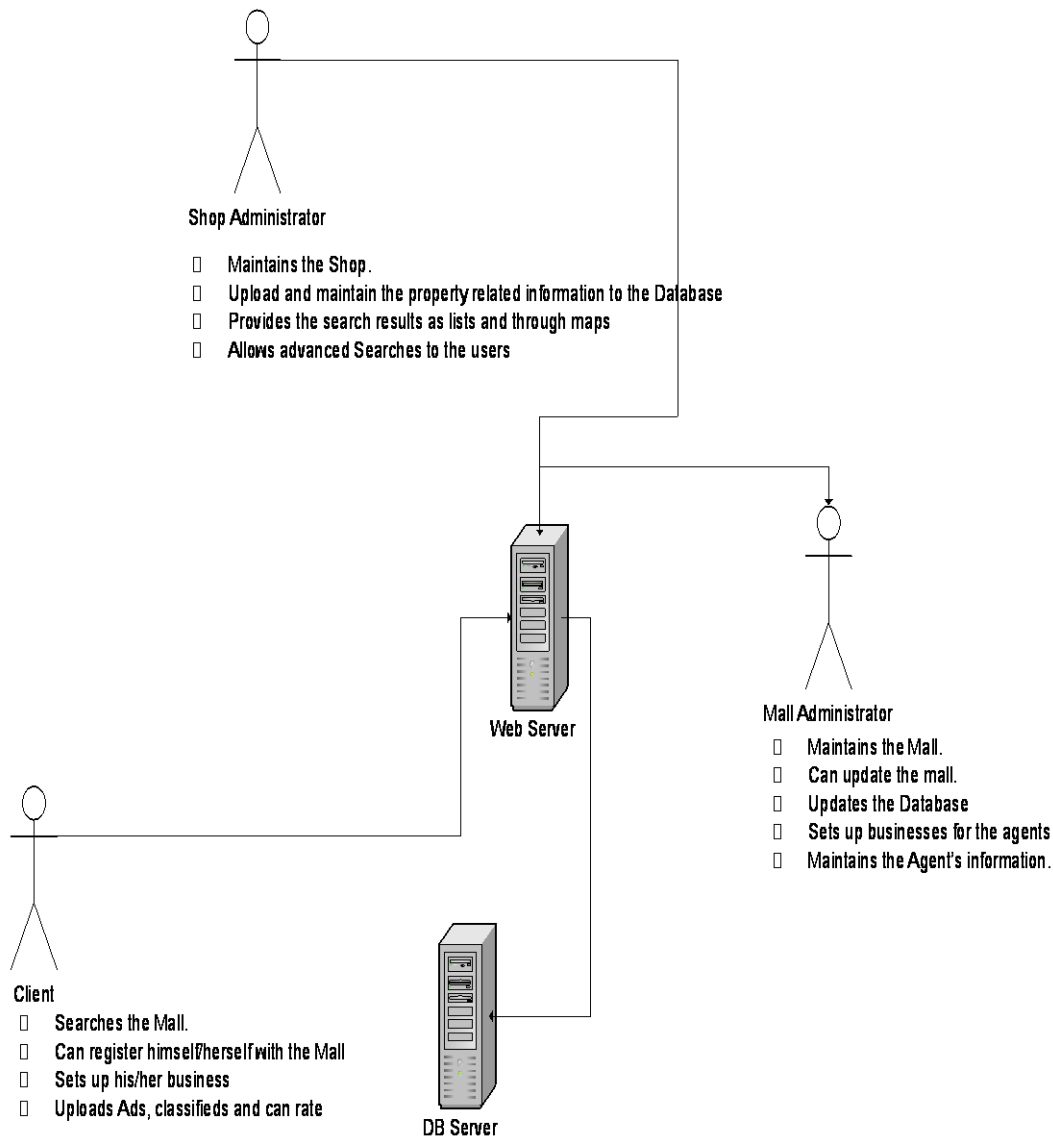 Shop Administrator
▯ Maintains the Shop.
▯ Upload and maintain the property related information to the Database
▯ Provides the search results as lists and through maps
▯ Allows advanced Searches to the users
Web Server
Mall Administrator
▯ Maintains the Mall.
▯ Can update the mall.
▯ Updates the Database
▯ Sets up businesses for the agents
▯ Maintains the Agent's information.
Client
▯ Searches the Mall.
▯ Can register himself/herself with the Mall
▯ Sets up his/her business
▯ Uploads Ads, classifieds and can rate
DB Server